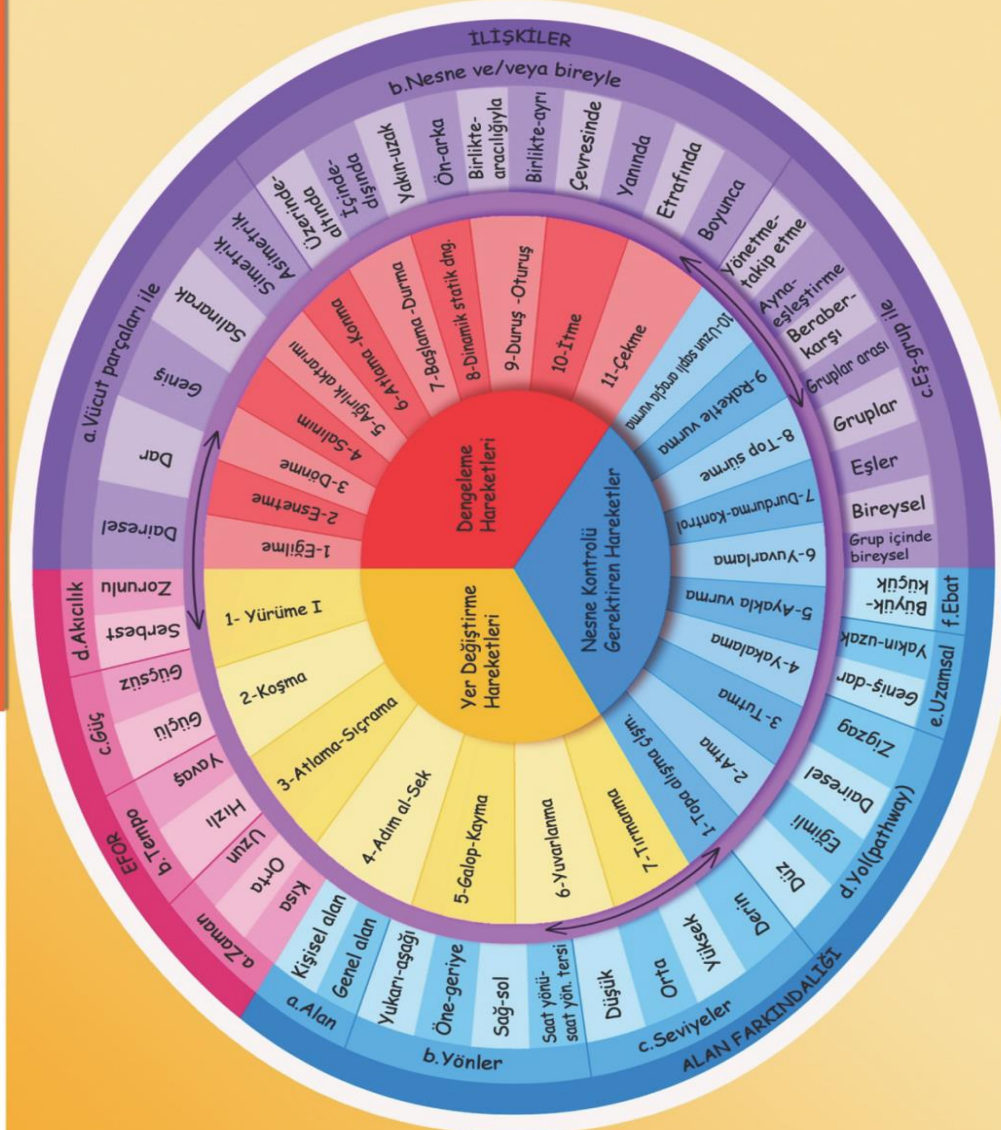 İLİŞKİLER
a.Vücut parçaları ile
Dairesel
Dar
Geniş
Salınarak
Simetrik
Asimetrik
b.Nesne ve/veya bireyle
Üzerinde-
altında
İçinde-
dışında
Yakın-uzak
Ön-arka
Birlikte-
aracılığıyla
Birlikte-ayrı
Çevresinde
Yanında
Etrafında
Boyunca
c.Eş-grup ile
Yönetme-
takip etme
Ayna-
eşleştirme
Beraber-
karşı
Gruplar arası
Gruplar
Eşler
Bireysel
Grup içinde
bireysel
ALAN FARKINDALIĞI
f.Ebat
Büyük-
küçük
e.Uzamsal
Yakın-uzak
Geniş-dar
d.Yol(pathway)
Zigzag
Dairesel
Eğimli
Düz
c.Seviyeler
Derin
Yüksek
Orta
Düşük
b.Yönler
Saat yönü-
saat yön. tersi
Sağ-sol
Öne-geriye
Yukarı-aşağı
a.Alan
Genel alan
Kişisel alan
EFOR
a.Zaman
Kısa
Orta
Uzun
b.Tempo
Hızlı
Yavaş
c.Güç
Güçlü
Güçsüz
d.Akıcılık
Serbest
Zorunlu
Dengeleme
Hareketleri
1-Eğilme
2-Esnetme
3-Dönme
4-Salınım
5-Ağırlık aktarımı
6-Atlama-Konma
7-Başlama -Durma
8-Dinamik statik dng.
9-Duruş -Oturuş
10-İtme
11-Çekme
Nesne Kontrolü
Gerektiren Hareketler
1-Topa alışma çlşm.
2-Atma
3-Tutma
4-Yakalama
5-Ayakla vurma
6-Yuvarlama
7-Durdurma-Kontrol
8-Top sürme
9-Raketle vurma
10-Uzun saplı araçla vurma
Yer Değiştirme
Hareketleri
1- Yürüme I
2-Koşma
3-Atlama-Sıçrama
4-Adım al-Sek
5-Galop-Kayma
6-Yuvarlanma
7-Tırmanma